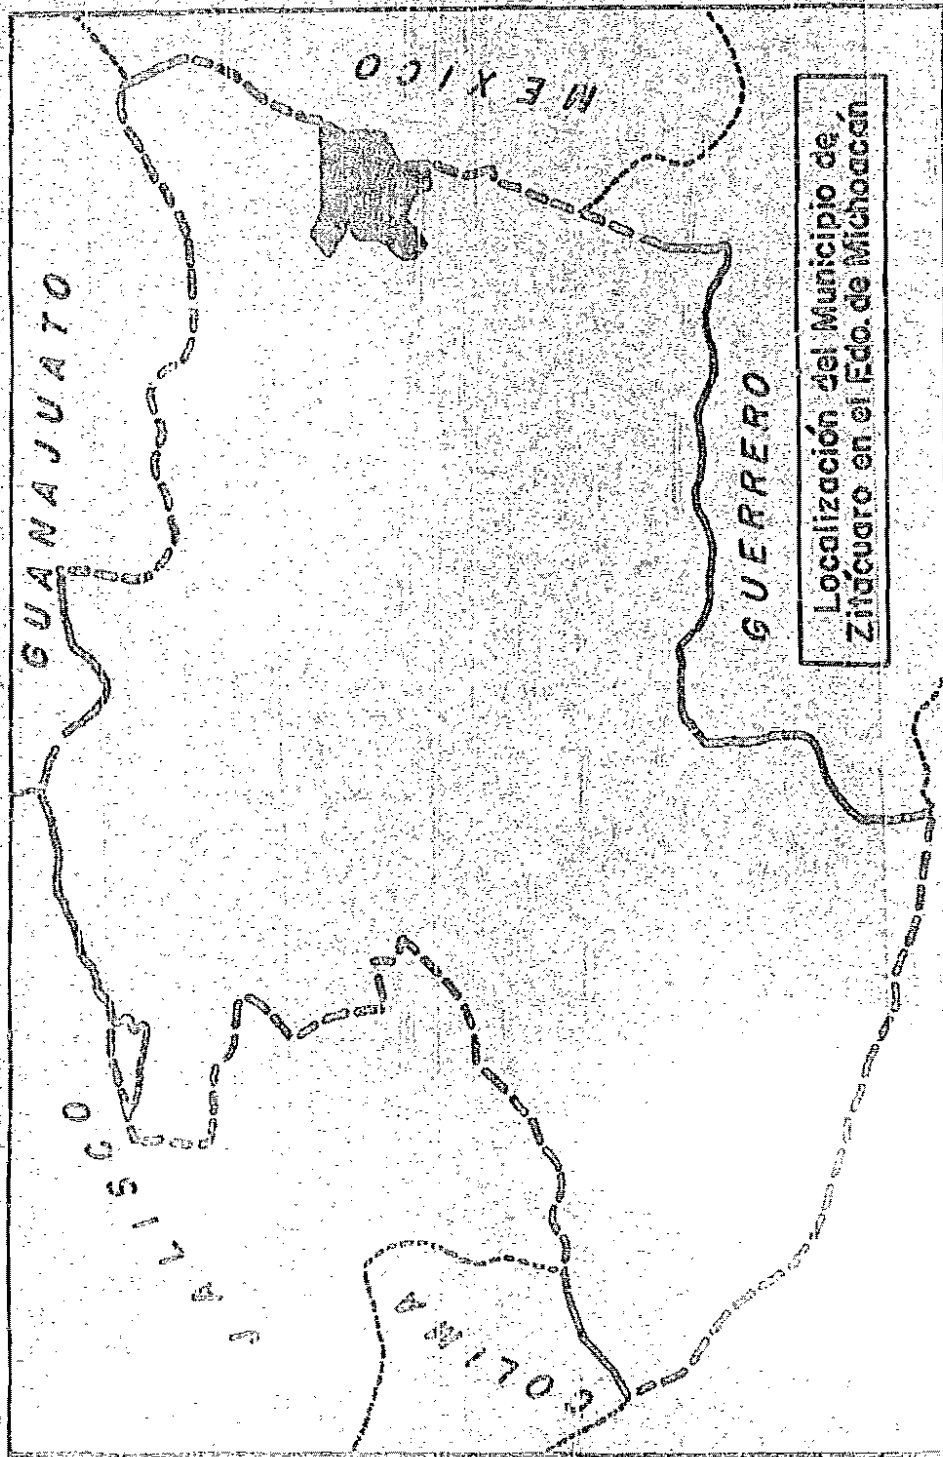 GUANAJUATO
MEXICO
JALISCO
COLIMA
GUERRERO
Localización del Municipio de
Zitácuaro en el Edo. de Michoacán